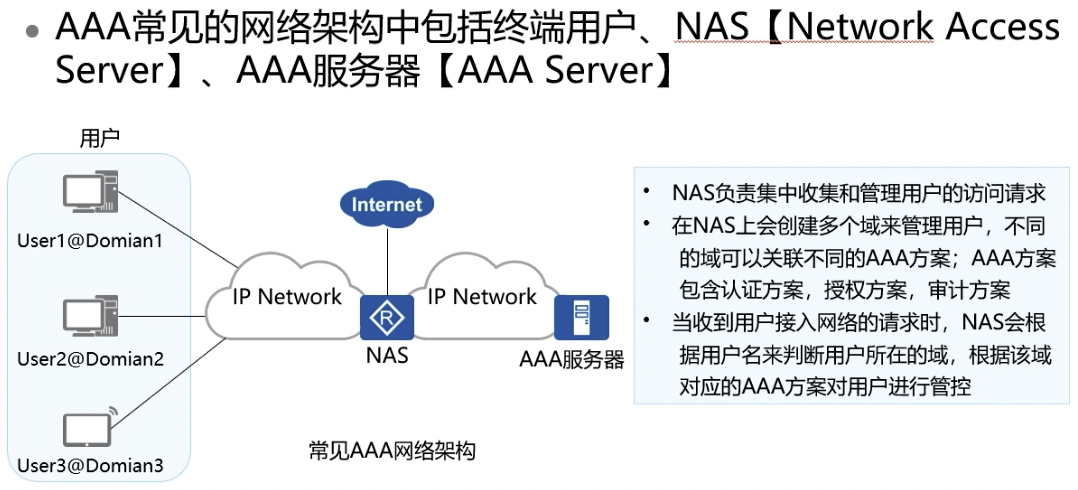 AAA常见的网络架构中包括终端用户、NAS【Network Access
Server】、AAA服务器【AAA Server】
用户
User1@Domian1
User2@Domian2
User3@Domian3
IP Network
Internet
R
NAS
IP Network
AAA服务器
常见AAA网络架构
• NAS负责集中收集和管理用户的访问请求
• 在NAS上会创建多个域来管理用户，不同
的域可以关联不同的AAA方案；AAA方案
包含认证方案，授权方案，审计方案
• 当收到用户接入网络的请求时，NAS会根
据用户名来判断用户所在的域，根据该域
对应的AAA方案对用户进行管控